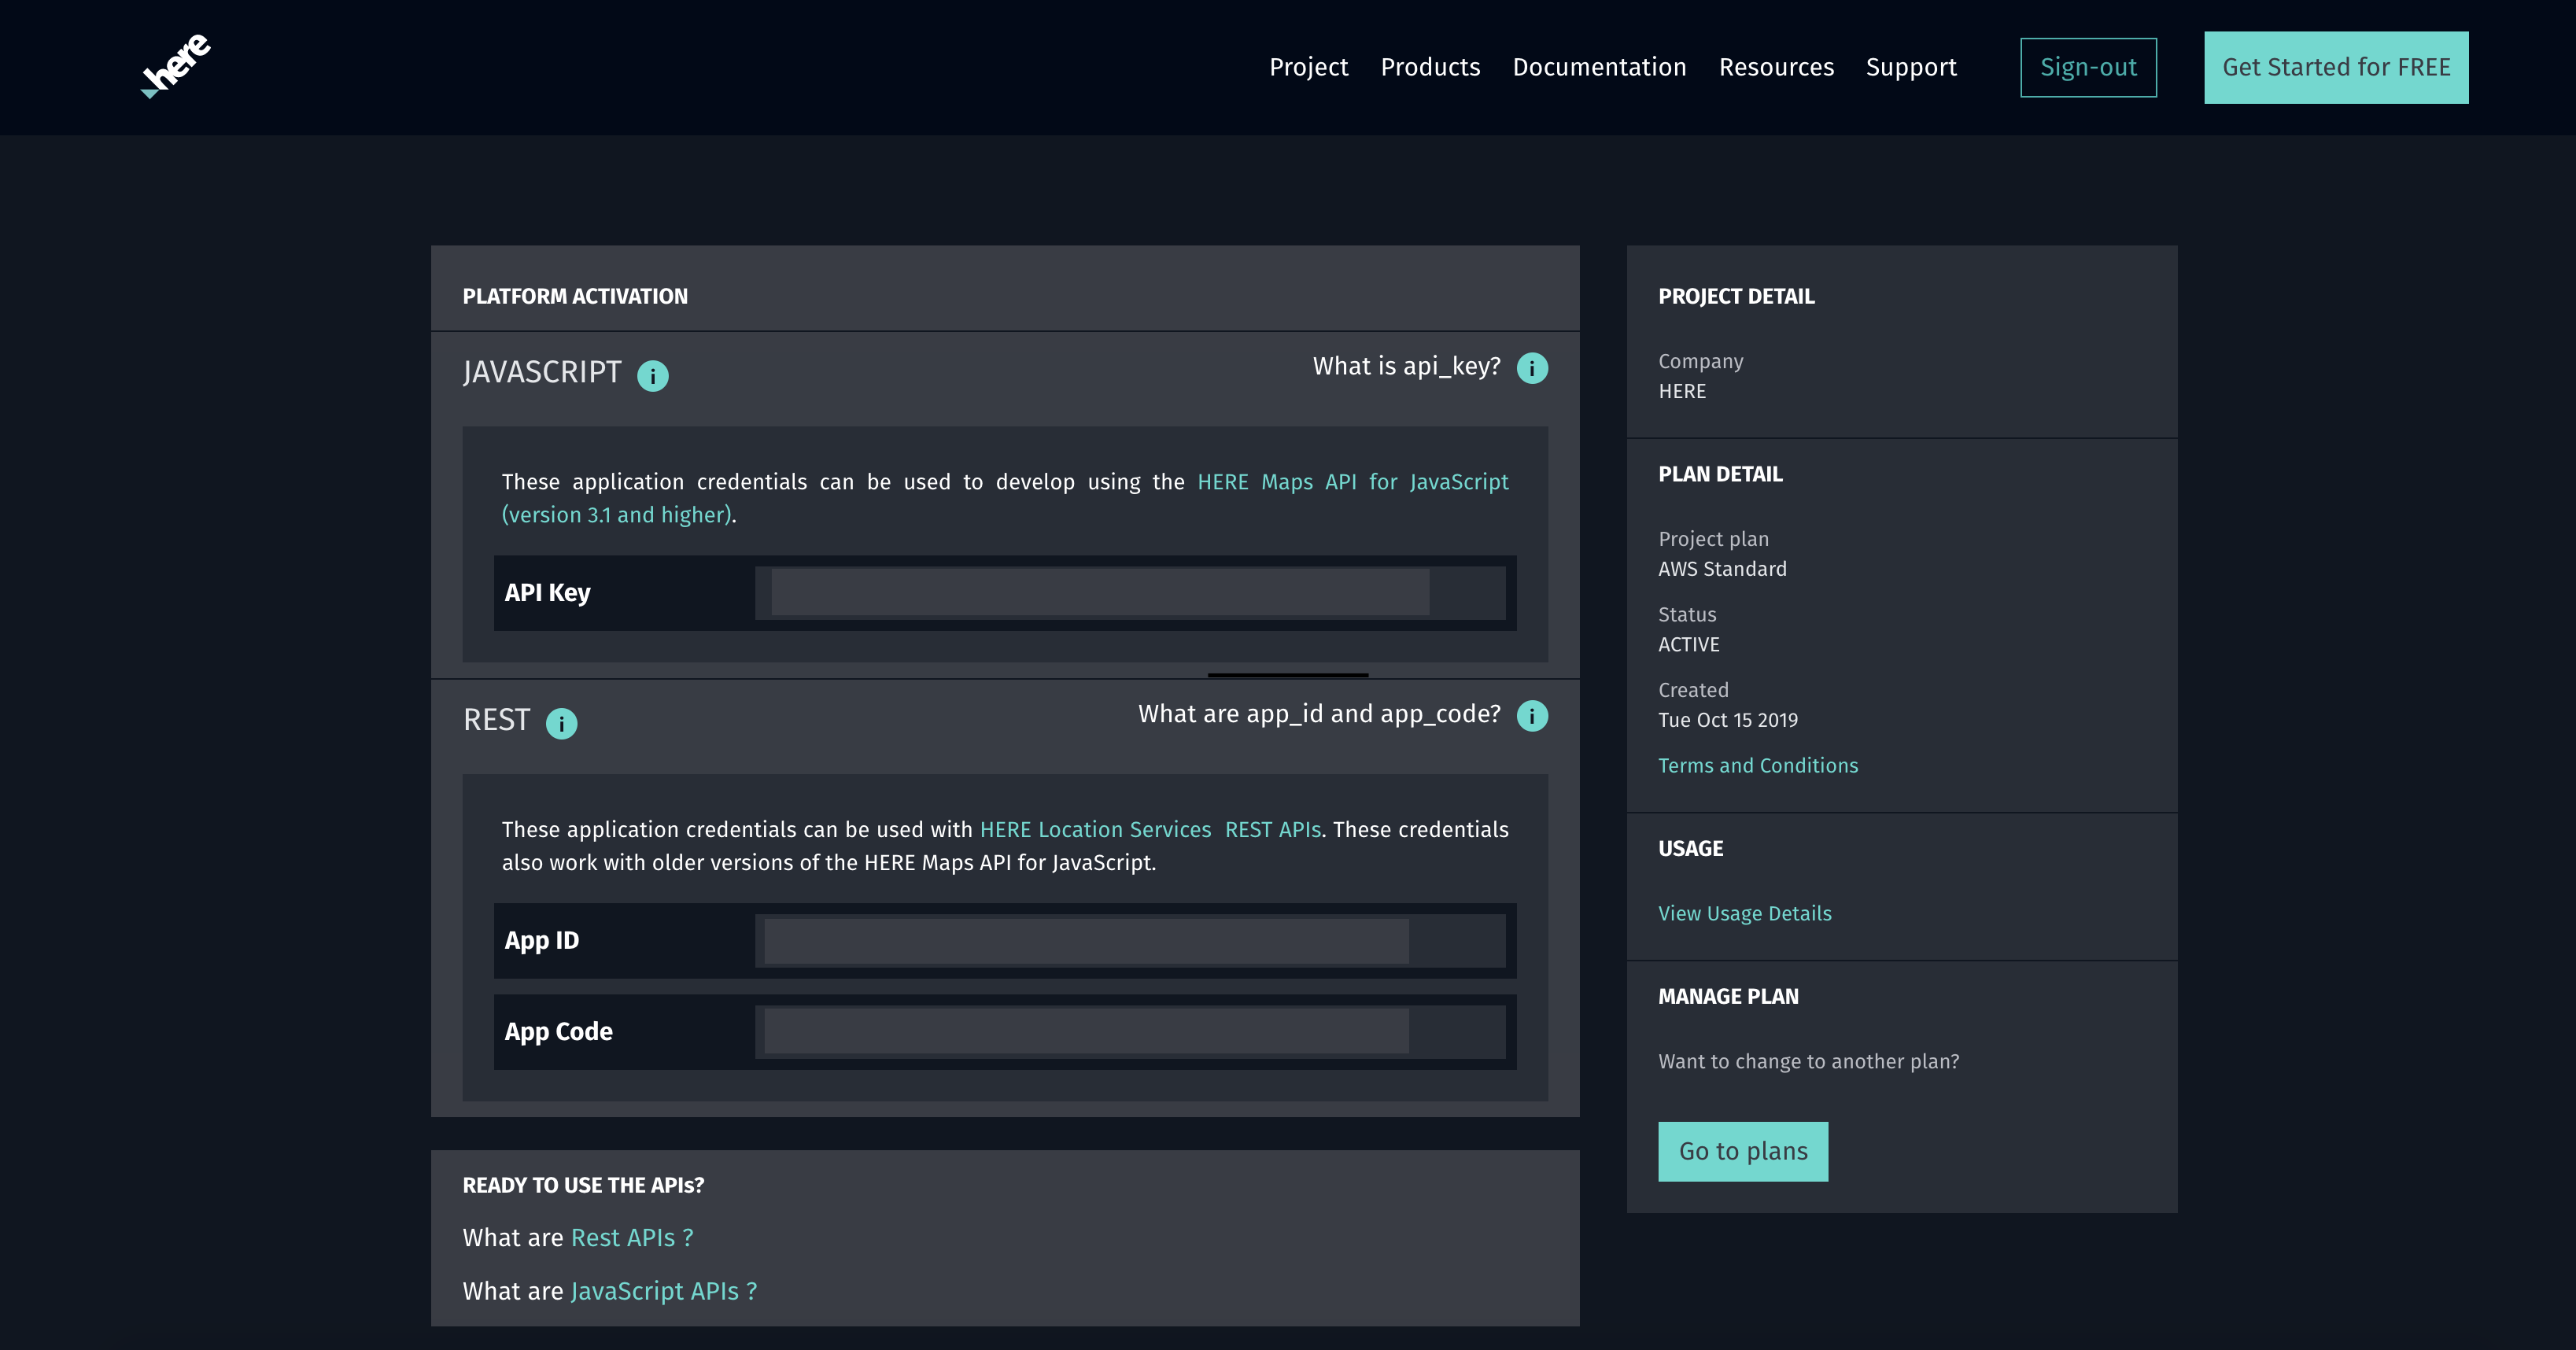 here
Project Products Documentation Resources Support Sign-out Get Started for FREE
PLATFORM ACTIVATION
JAVASCRIPT i
What is api_key? i
These application credentials can be used to develop using the HERE Maps API for JavaScript
(version 3.1 and higher).
API Key
REST i
What are app_id and app_code? i
These application credentials can be used with HERE Location Services REST APIs. These credentials
also work with older versions of the HERE Maps API for JavaScript.
App ID
App Code
READY TO USE THE APIs?
What are Rest APIs ?
What are JavaScript APIs ?
PROJECT DETAIL
Company
HERE
PLAN DETAIL
Project plan
AWS Standard
Status
ACTIVE
Created
Tue Oct 15 2019
Terms and Conditions
USAGE
View Usage Details
MANAGE PLAN
Want to change to another plan?
Go to plans